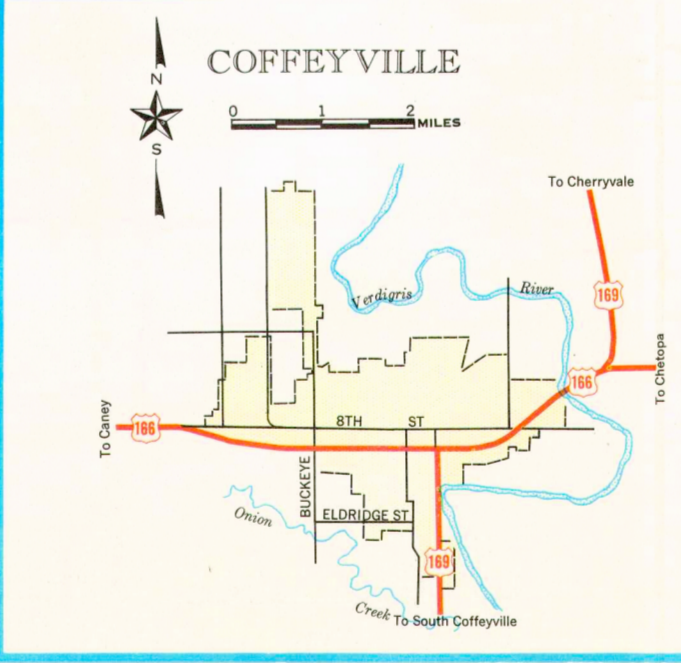 N
COFFEYVILLE
0 1 2
MILES
S
To Cherryvale
Verdigris River
169
To Chetopa
166
8TH ST
To Caney
166
BUCKEYE
ELDRIDGE ST
Onion
169
Creek
To South Coffeyville